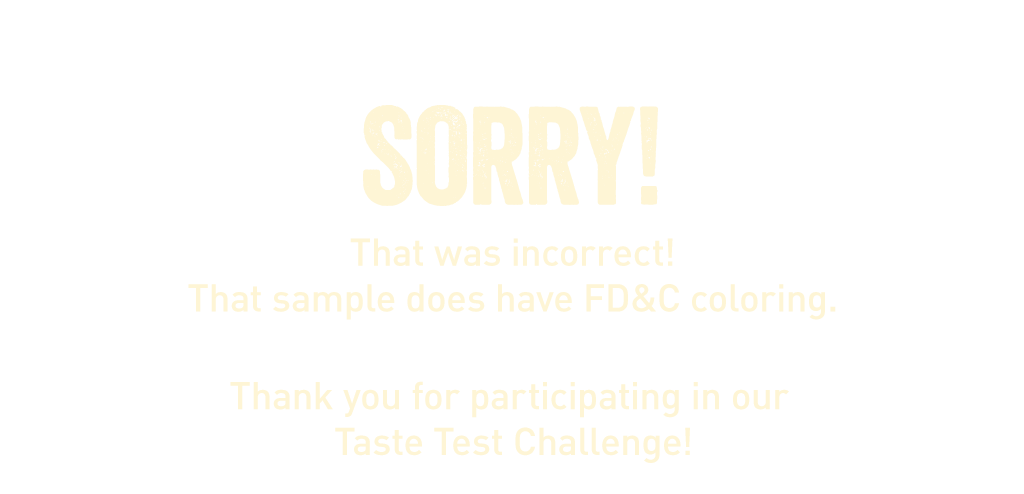 SORRY!
That was incorrect!
That sample does have FD&C coloring.
Thank you for participating in our
Taste Test Challenge!